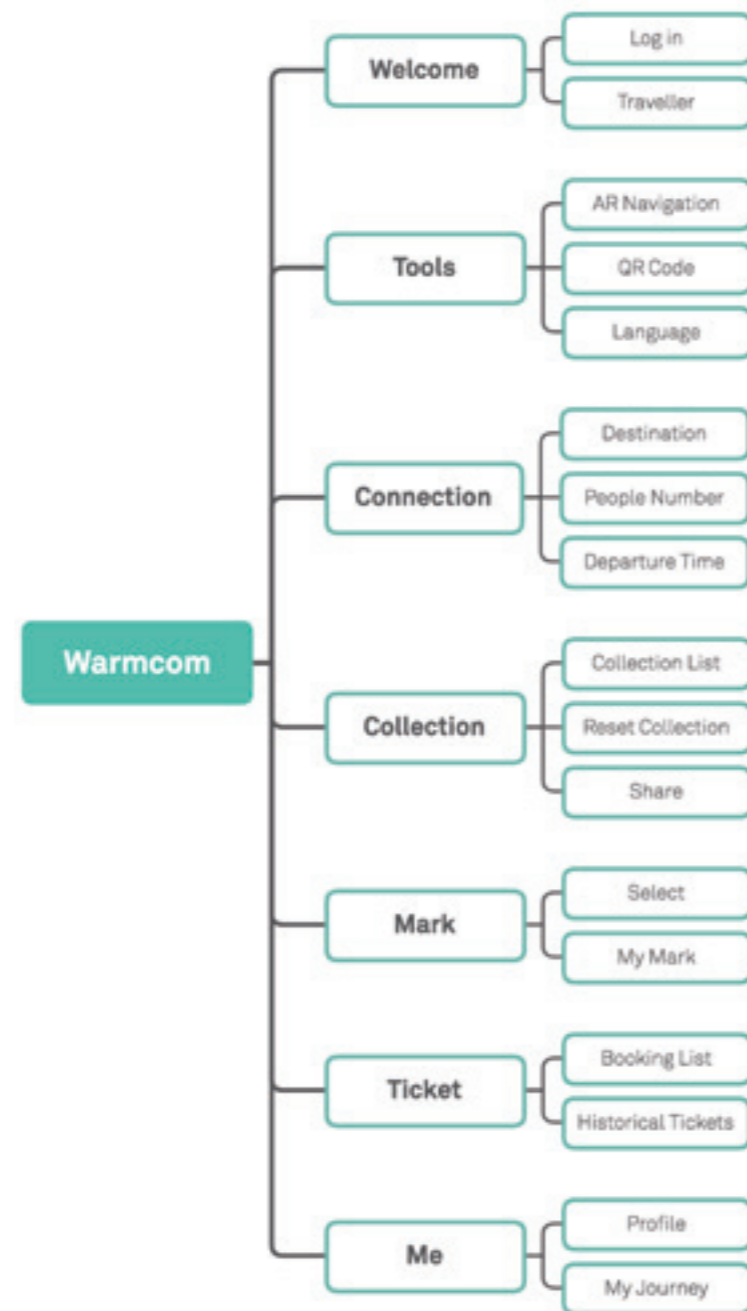 Welcome
Log in
Traveller
Tools
AR Navigation
QR Code
Language
Connection
Destination
People Number
Departure Time
Warmcom
Collection
Collection List
Reset Collection
Share
Mark
Select
My Mark
Ticket
Booking List
Historical Tickets
Me
Profile
My Journey